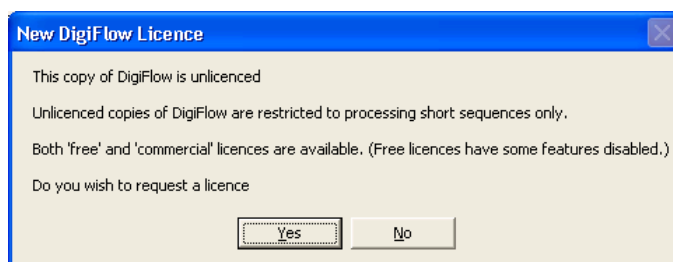 New DigiFlow Licence
This copy of DigiFlow is unlicenced
Unlicenced copies of DigiFlow are restricted to processing short sequences only.
Both 'free' and 'commercial' licences are available. (Free licences have some features disabled.)
Do you wish to request a licence
Yes No